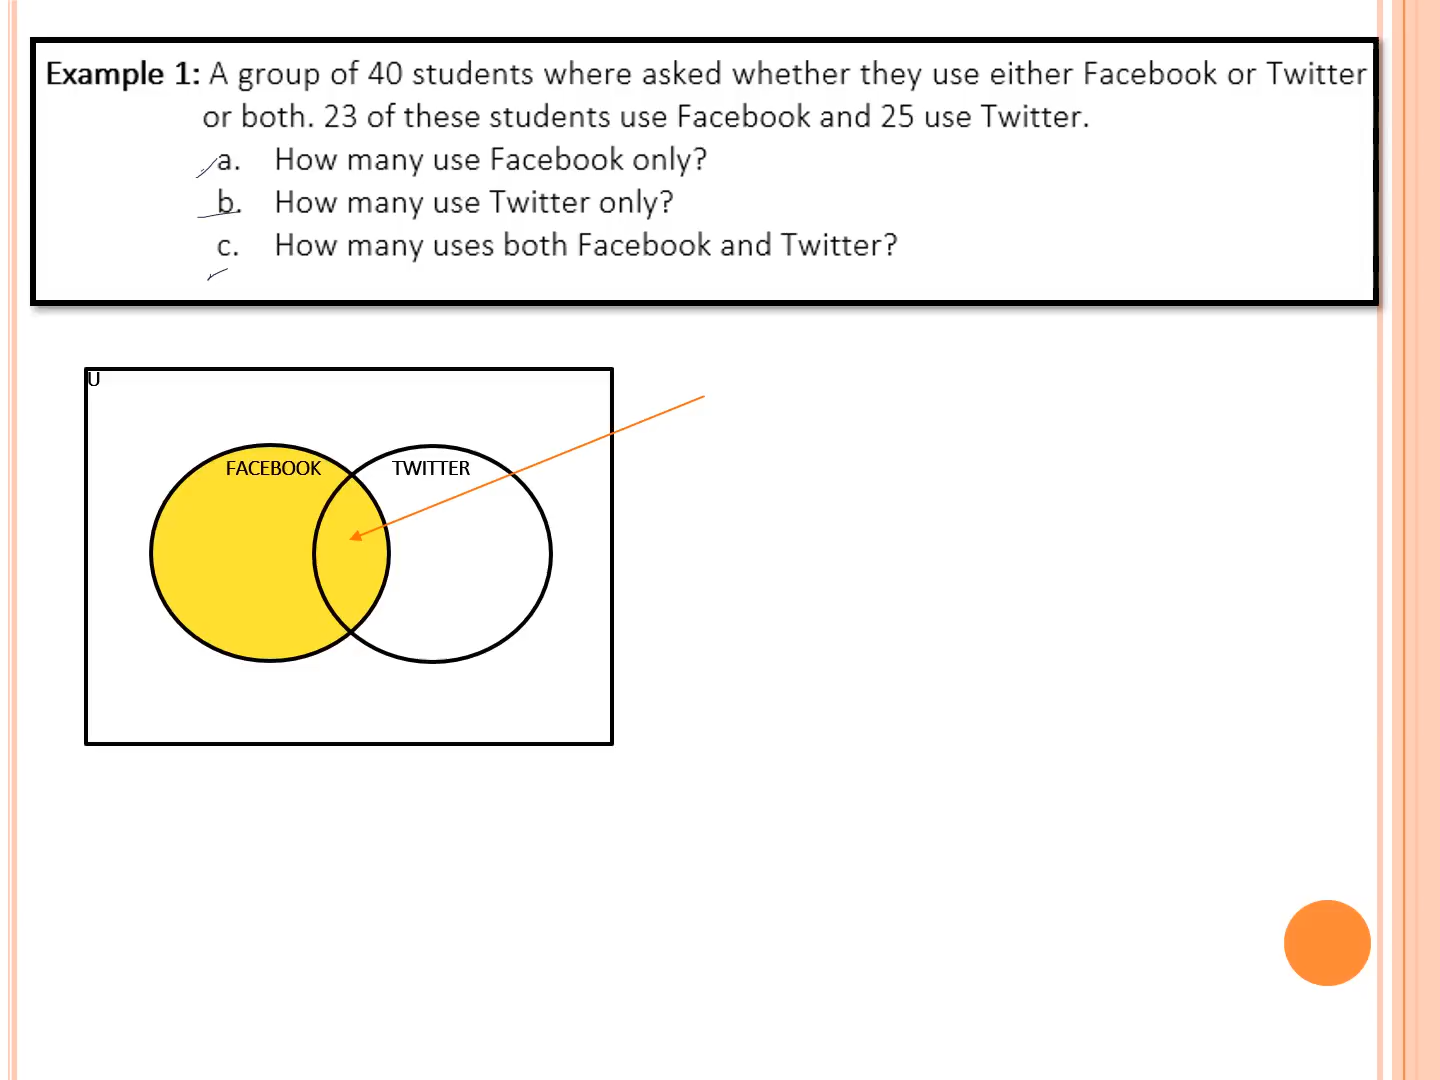 Example 1: A group of 40 students where asked whether they use either Facebook or Twitter
or both. 23 of these students use Facebook and 25 use Twitter.
a. How many use Facebook only?
b. How many use Twitter only?
c. How many uses both Facebook and Twitter?
U
FACEBOOK TWITTER